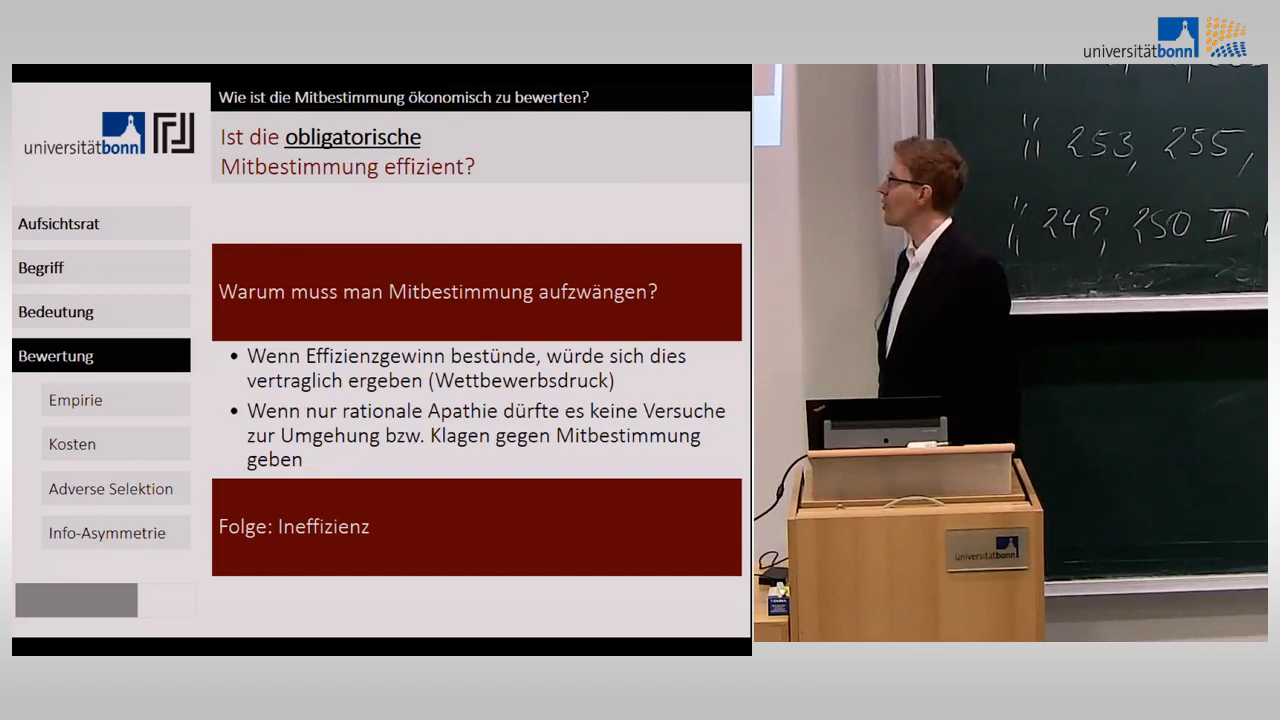 universitätbonn
Wie ist die Mitbestimmung ökonomisch zu bewerten?
universitätbonn
Ist die obligatorische
Mitbestimmung effizient?
Aufsichtsrat
Begriff
Bedeutung
Bewertung
Empirie
Kosten
Adverse Selektion
Info-Asymmetrie
Warum muss man Mitbestimmung aufzwängen?
• Wenn Effizienzgewinn bestünde, würde sich dies
vertraglich ergeben (Wettbewerbsdruck)
• Wenn nur rationale Apathie dürfte es keine Versuche
zur Umgehung bzw. Klagen gegen Mitbestimmung
geben
Folge: Ineffizienz
253, 255,
249, 250 II
universitätbonn